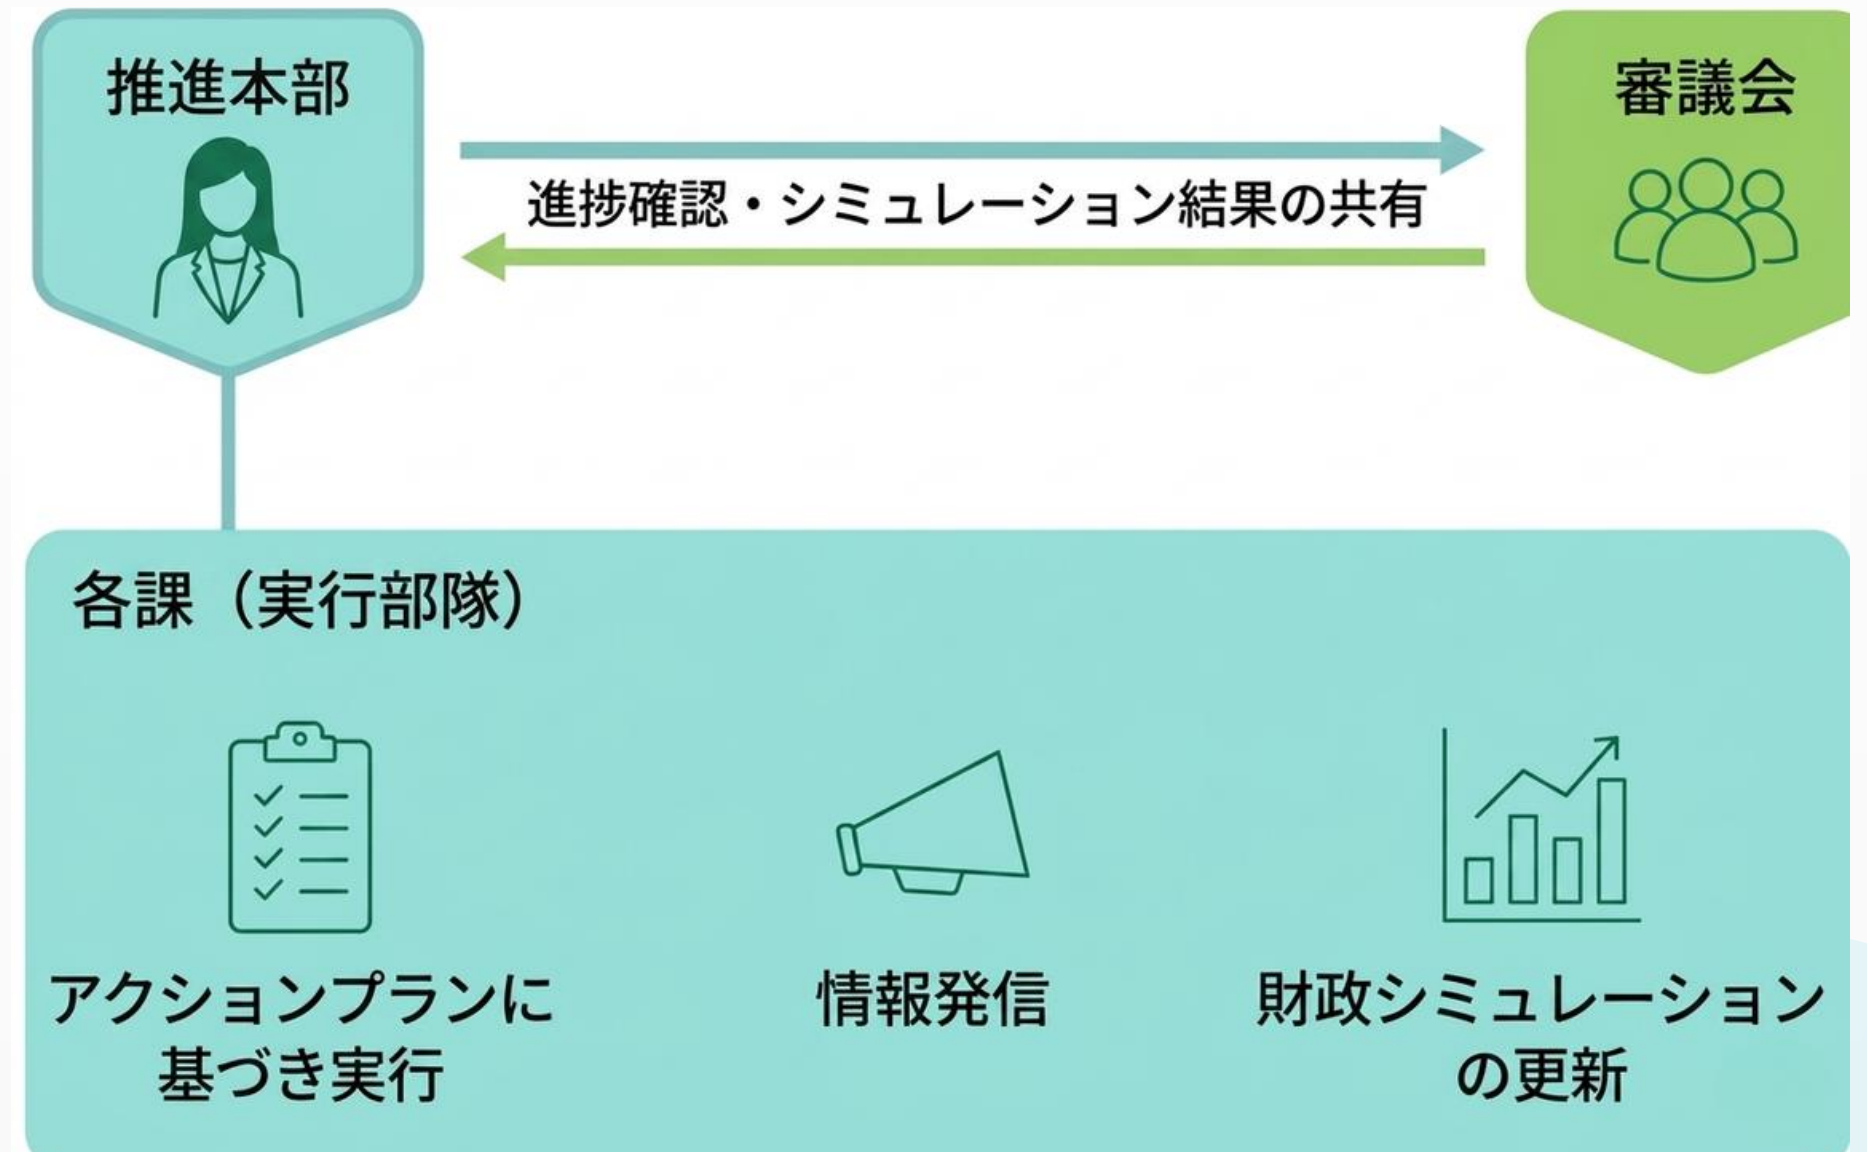 推進本部
審議会
進捗確認・シミュレーション結果の共有
各課（実行部隊）
アクションプランに
基づき実行
情報発信
財政シミュレーション
の更新